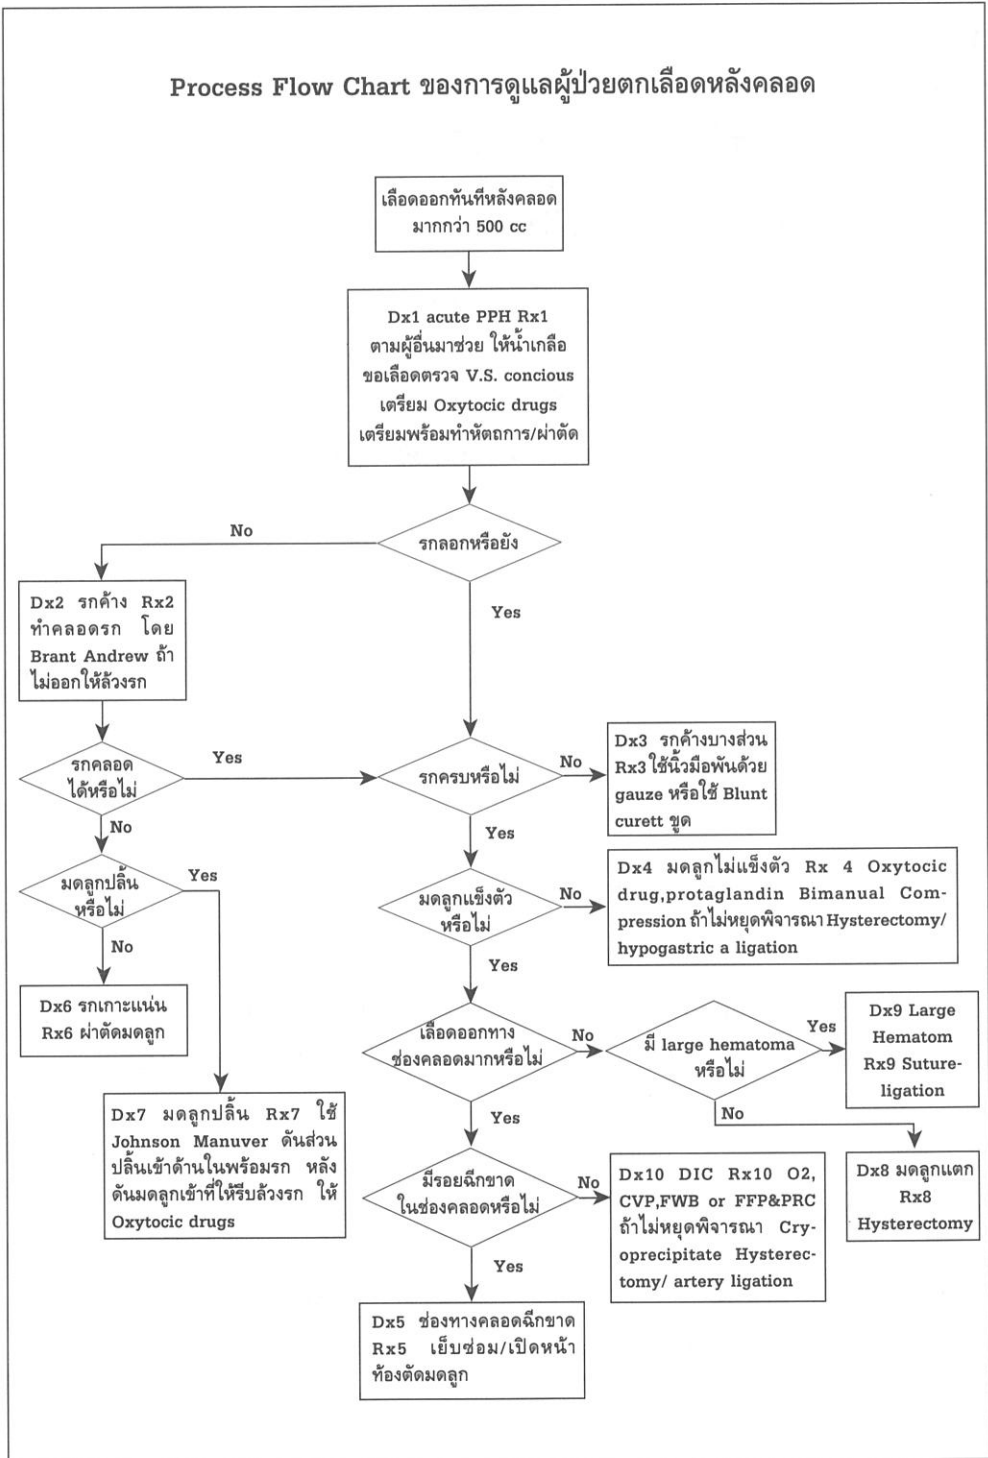 Process Flow Chart ของการดูแลผู้ป่วยตกเลือดหลังคลอด
เลือดออกทันทีหลังคลอด
มากกว่า 500 cc
Dx1 acute PPH Rx1
ตามผู้อื่นมาช่วย ให้น้ำเกลือ
ขอเลือดตรวจ V.S. concious
เตรียม Oxytocic drugs
เตรียมพร้อมทำหัตถการ/ผ่าตัด
รกลอกหรือยัง
No
Yes
Dx2 รกค้าง Rx2
ทำคลอดรก โดย
Brant Andrew ถ้า
ไม่ออกให้ล้วงรก
รกคลอด
ได้หรือไม่
Yes
No
รกครบหรือไม่
No
Yes
Dx3 รกค้างบางส่วน
Rx3 ใช้นิ้วมือพันด้วย
gauze หรือใช้ Blunt
curett ขูด
มดลูกปลิ้น
หรือไม่
Yes
No
มดลูกแข็งตัว
หรือไม่
No
Yes
Dx4 มดลูกไม่แข็งตัว Rx 4 Oxytocic
drug,protaglandin Bimanual Com-
pression ถ้าไม่หยุดพิจารณา Hysterectomy/
hypogastric a ligation
Dx6 รกเกาะแน่น
Rx6 ผ่าตัดมดลูก
เลือดออกทาง
ช่องคลอดมากหรือไม่
No
Yes
มี large hematoma
หรือไม่
Yes
No
Dx9 Large
Hematom
Rx9 Suture-
ligation
Dx7 มดลูกปลิ้น Rx7 ใช้
Johnson Manuver ดันส่วน
ปลิ้นเข้าด้านในพร้อมรก หลัง
ดันมดลูกเข้าที่ให้รีบล้วงรก ให้
Oxytocic drugs
มีรอยฉีกขาด
ในช่องคลอดหรือไม่
No
Yes
Dx10 DIC Rx10 O2,
CVP,FWB or FFP&PRC
ถ้าไม่หยุดพิจารณา Cry-
oprecipitate Hysterec-
tomy/ artery ligation
Dx8 มดลูกแตก
Rx8
Hysterectomy
Dx5 ช่องทางคลอดฉีกขาด
Rx5 เย็บซ่อม/เปิดหน้า
ท้องตัดมดลูก